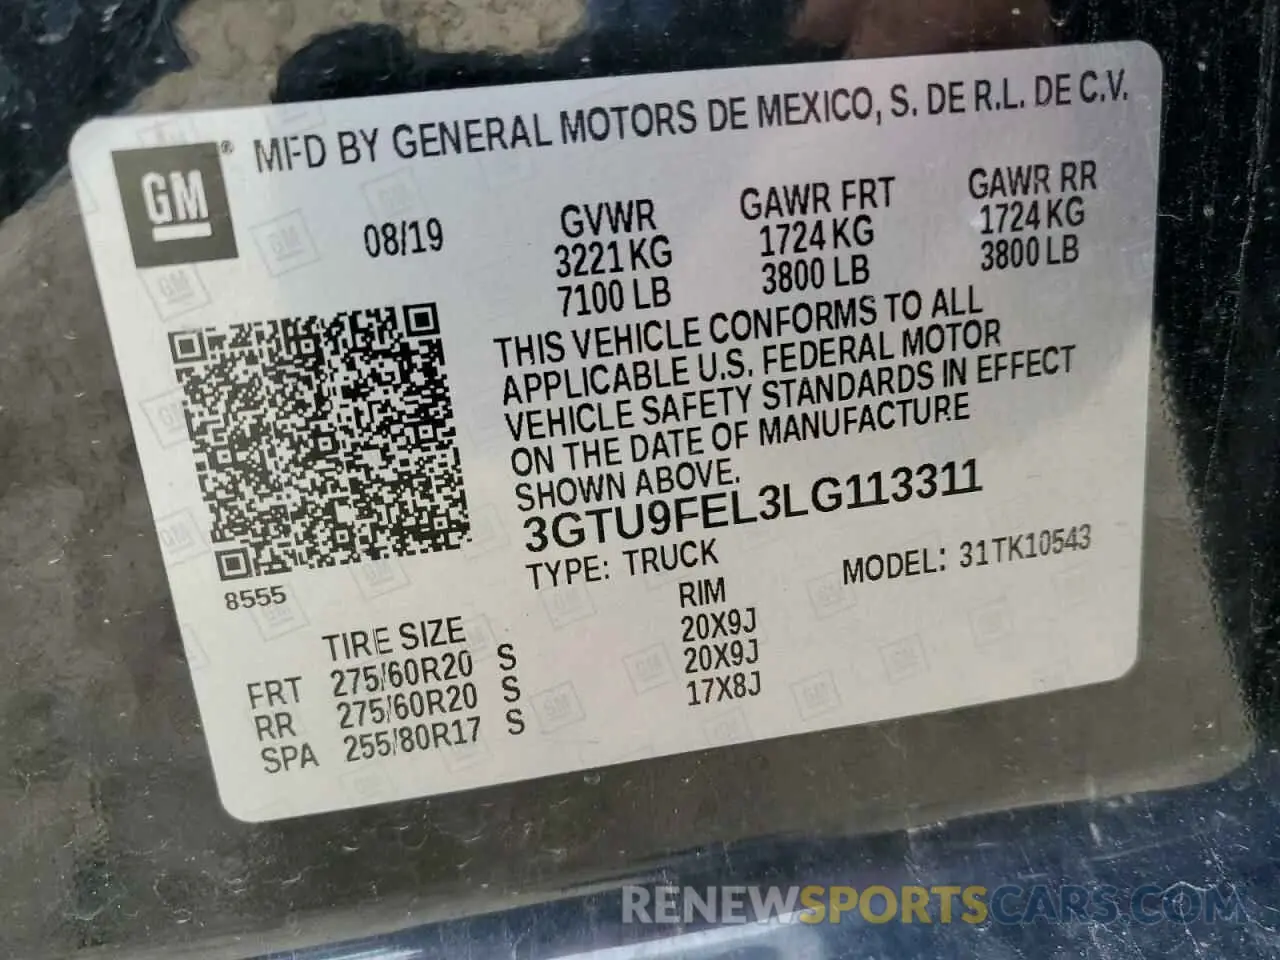 GM® MFD BY GENERAL MOTORS DE MEXICO, S. DE R.L. DE C.V.
08/19 GVWR GAWR FRT GAWR RR
3221 KG 1724 KG 1724 KG
7100 LB 3800 LB 3800 LB
THIS VEHICLE CONFORMS TO ALL
APPLICABLE U.S. FEDERAL MOTOR
VEHICLE SAFETY STANDARDS IN EFFECT
ON THE DATE OF MANUFACTURE
SHOWN ABOVE.
3GTU9FEL3LG113311
TYPE: TRUCK MODEL: 31TK10543
8555
TIRE SIZE RIM
FRT 275/60R20 S 20X9J
RR 275/60R20 S 20X9J
SPA 255/80R17 S 17X8J
RENEWSPORTSCARS.COM